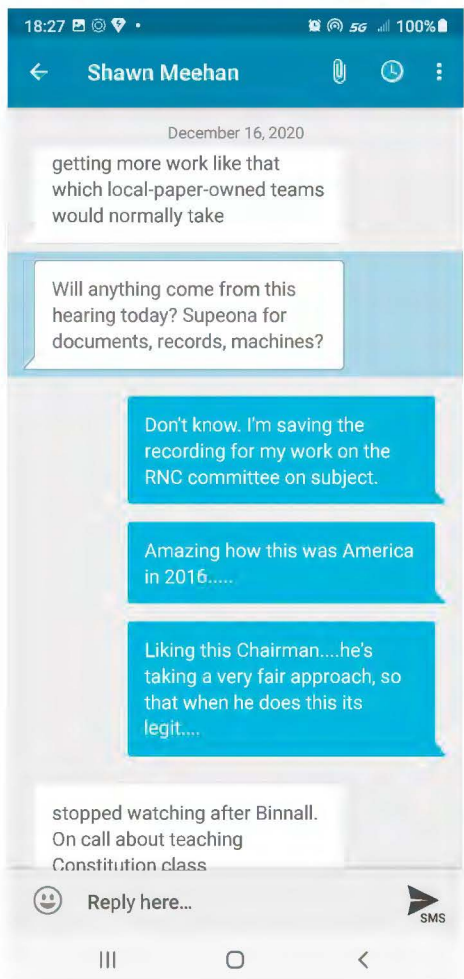 18:27
5G
100%
Shawn Meehan
December 16, 2020
getting more work like that
which local-paper-owned teams
would normally take
Will anything come from this
hearing today? Supeona for
documents, records, machines?
Don't know. I'm saving the
recording for my work on the
RNC committee on subject.
Amazing how this was America
in 2016.....
Liking this Chairman....he's
taking a very fair approach, so
that when he does this its
legit....
stopped watching after Binnall.
On call about teaching
Constitution class
Reply here...
SMS